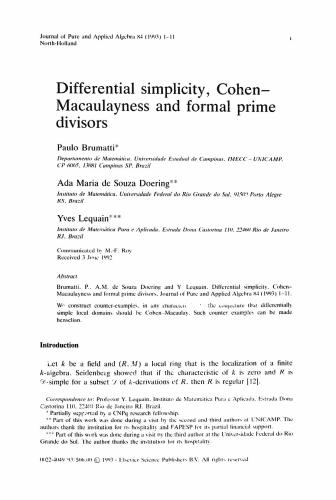 Journal of Pure and Applied Algebra 84 (1993) 1–11
North-Holland
Differential simplicity, Cohen–
Macaulayness and formal prime
divisors
Paulo Brumatti*
Departamento de Matemática, Universidade Estadual de Campinas, IMECC - UNICAMP,
CP 6065, 13081 Campinas SP, Brazil
Ada Maria de Souza Doering**
Instituto de Matemática, Universidade Federal do Rio Grande do Sul, 91505 Porto Alegre
RS, Brazil
Yves Lequain***
Instituto de Matemática Pura e Aplicada, Estrada Dona Castorina 110, 22460 Rio de Janeiro
RJ, Brazil
Communicated by M.-F. Roy
Received 3 June 1992
Abstract
Brumatti, P., A.M. de Souza Doering and Y. Lequain, Differential simplicity, Cohen–
Macaulayness and formal prime divisors, Journal of Pure and Applied Algebra 84 (1993) 1–11.
We construct counter-examples, in any the conjecture that differentially
simple local domains should be Cohen–Macaulay. Such counter examples can be made
henselian.
Introduction
Let k be a field and (R, M) a local ring that is the localization of a finite
k-algebra. Seidenberg showed that if the characteristic of k is zero and R is
-simple for a subset of k-derivations of R, then R is regular [12].
Correspondence to: Professor Y. Lequain, Instituto de Matemática Pura e Aplicada, Estrada Dona
Castorina 110, 22460 Rio de Janeiro RJ, Brazil.
* Partially supported by a CNPq research fellowship.
** Part of this work was done during a visit by the second and third authors at UNICAMP. The
authors thank the institution for its hospitality and FAPESP for its partial financial support.
*** Part of this work was done during a visit by the third author at the Universidade Federal do Rio
Grande do Sul. The author thanks the institution for its hospitality.
0022-4049/93/$06.00 © 1993 – Elsevier Science Publishers B.V. All rights reserved